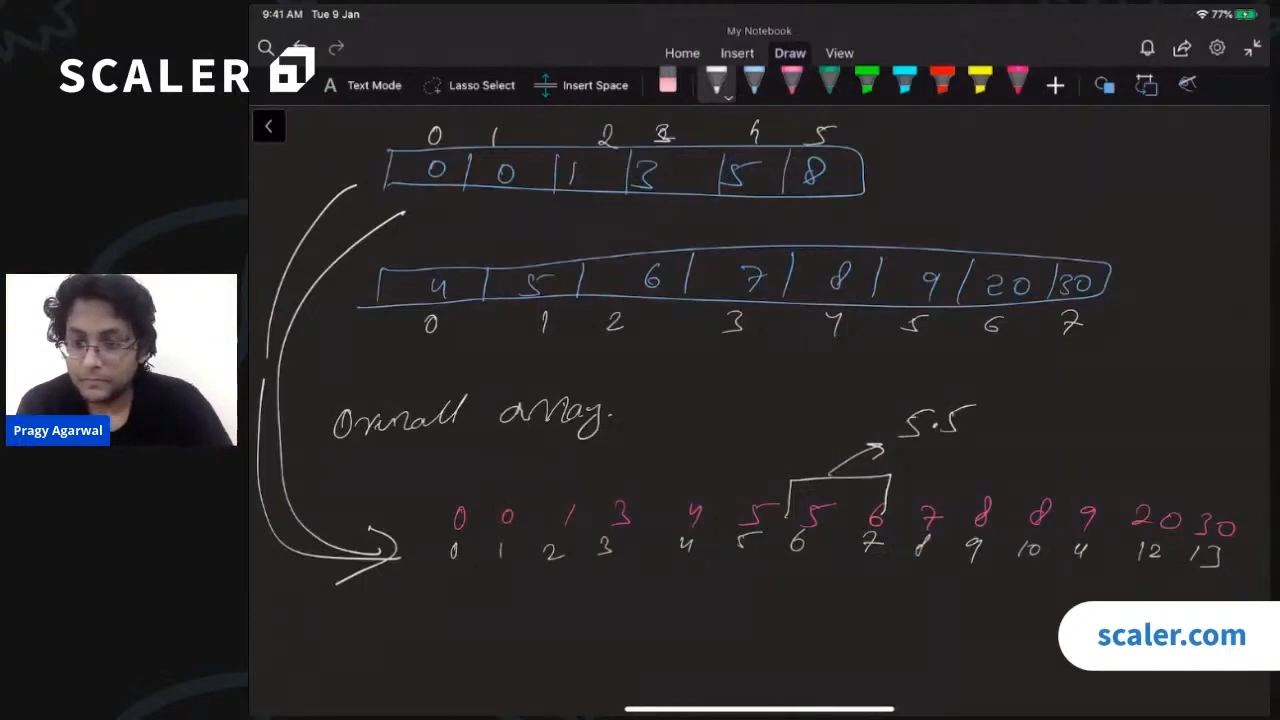 9:41 AM Tue 9 Jan
77%
My Notebook
Home Insert Draw View
SCALER
Text Mode Lasso Select Insert Space
0 1 2 3 4 5
0 0 1 3 5 8
4 5 6 7 8 9 20 30
0 1 2 3 4 5 6 7
Pragy Agarwal
Overall array.
5.5
0 0 1 3 4 5 5 6 7 8 8 9 20 30
0 1 2 3 4 5 6 7 8 9 10 11 12 13
scaler.com